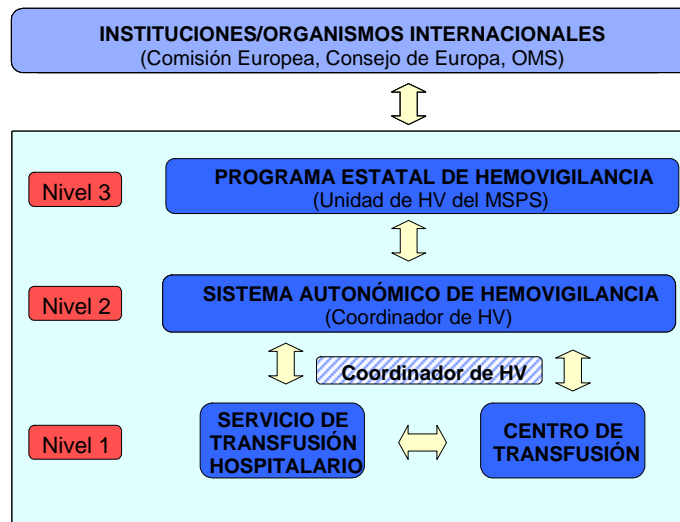 INSTITUCIONES/ORGANISMOS INTERNACIONALES
(Comisión Europea, Consejo de Europa, OMS)
Nivel 3
PROGRAMA ESTATAL DE HEMOVIGILANCIA
(Unidad de HV del MSPS)
Nivel 2
SISTEMA AUTONÓMICO DE HEMOVIGILANCIA
(Coordinador de HV)
Coordinador de HV
Nivel 1
SERVICIO DE
TRANSFUSIÓN
HOSPITALARIO
CENTRO DE
TRANSFUSIÓN